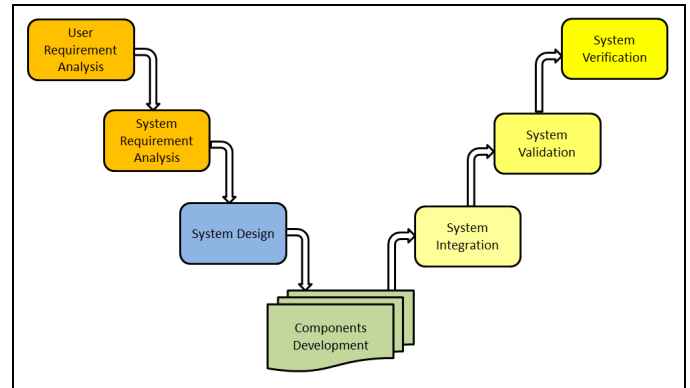 User
Requirement
Analysis
System
Requirement
Analysis
System Design
Components
Development
System
Integration
System
Validation
System
Verification